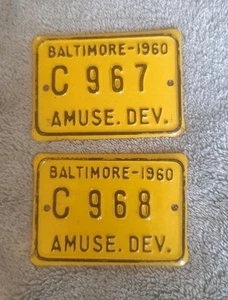 BALTIMORE-1960
C 967
AMUSE. DEV.
BALTIMORE-1960
C 968
AMUSE. DEV.